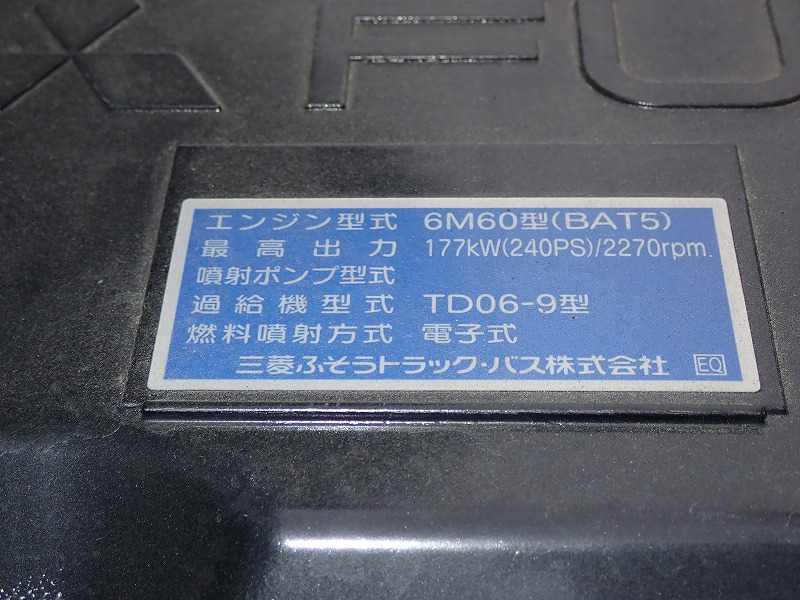 FU
エンジン型式 6M60型(BAT5)
最高出力 177kW(240PS)/2270rpm.
噴射ポンプ型式
過給機型式 TD06-9型
燃料噴射方式 電子式
三菱ふそうトラック・バス株式会社 EQ